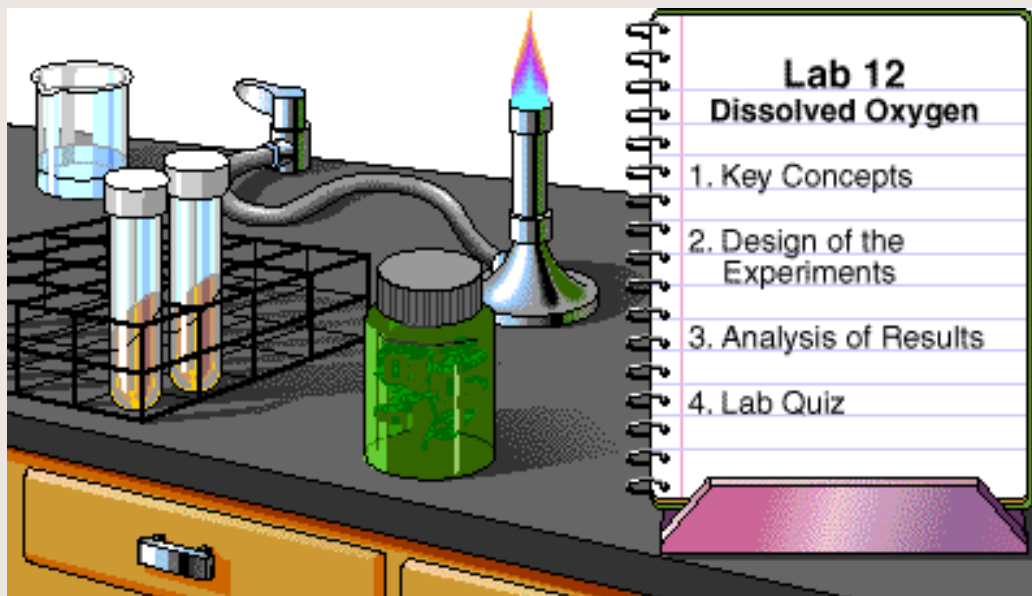 Lab 12
Dissolved Oxygen
1. Key Concepts
2. Design of the
Experiments
3. Analysis of Results
4. Lab Quiz